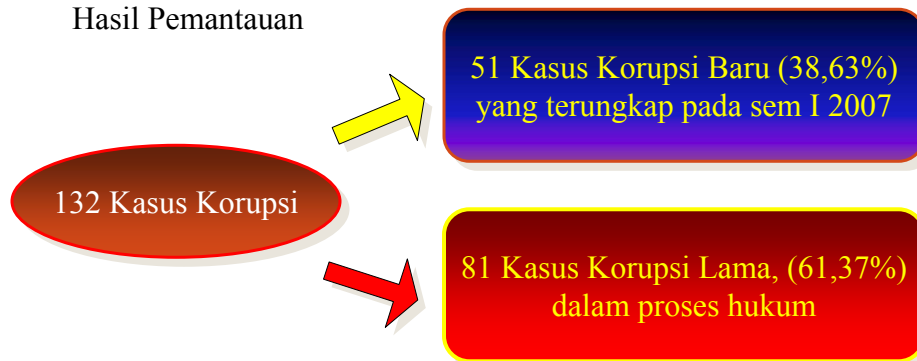 Hasil Pemantauan
132 Kasus Korupsi
51 Kasus Korupsi Baru (38,63%)
yang terungkap pada sem I 2007
81 Kasus Korupsi Lama, (61,37%)
dalam proses hukum